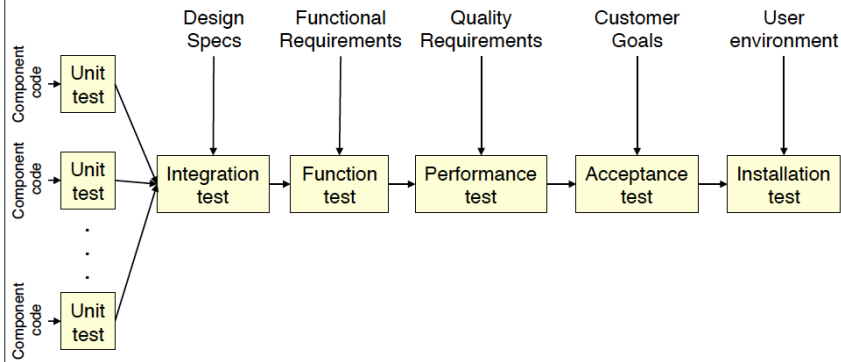 Design
Specs
Functional
Requirements
Quality
Requirements
Customer
Goals
User
environment
Component
code
Unit
test
Component
code
Unit
test
Integration
test
Function
test
Performance
test
Acceptance
test
Installation
test
.
.
.
Component
code
Unit
test